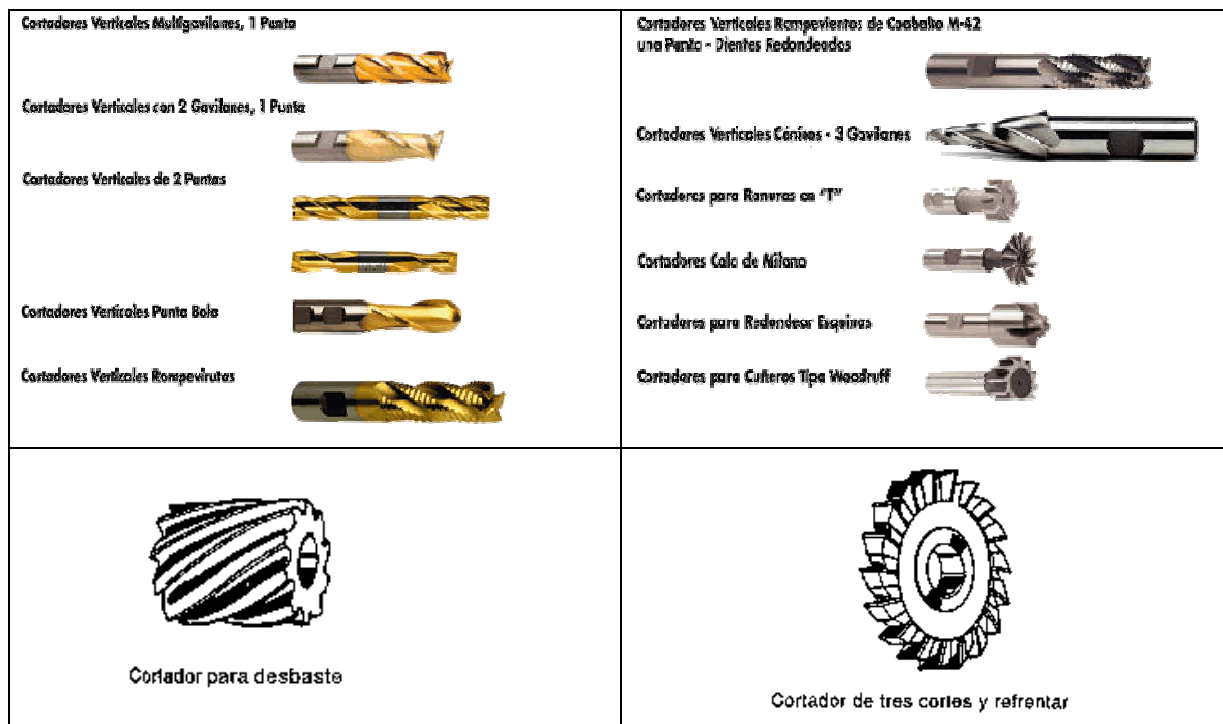 Cortadores Verticales Multigavilanes, 1 Punta
Cortadores Verticales con 2 Gavilanes, 1 Punta
Cortadores Verticales de 2 Puntas
Cortadores Verticales Punta Bola
Cortadores Verticales Rompevirutas
Cortadores Verticales Rompevientos de Coabalto M-42
una Punta - Dientes Redondeados
Cortadores Verticales Cónicos - 3 Gavilanes
Cortadores para Ranuras en "T"
Cortadores Cola de Milano
Cortadores para Redondear Esquinas
Cortadores para Cuñeros Tipo Woodruff
Cortador para desbaste
Cortador de tres cortes y refrentar